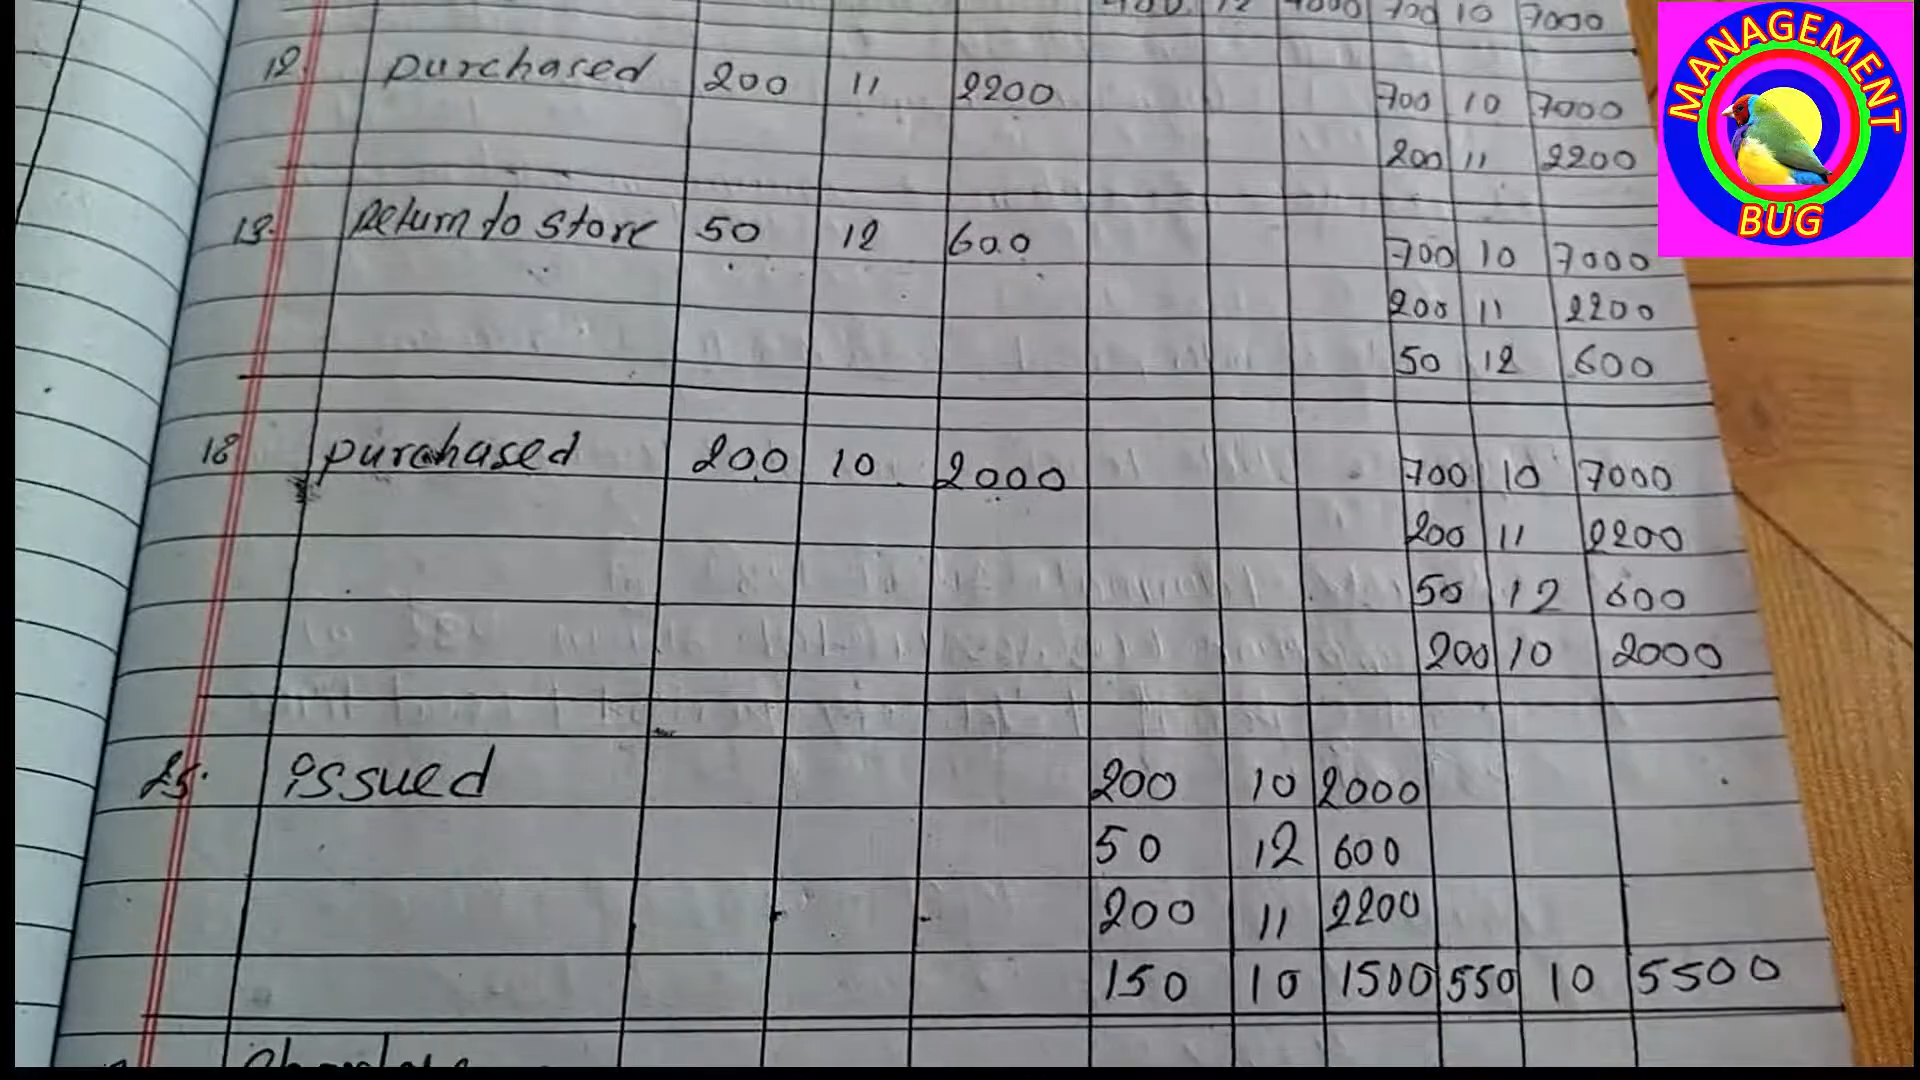 700 10 7000
12. purchased 200 11 2200 700 10 7000
200 11 2200
13. Return to store 50 12 600 700 10 7000
200 11 2200
50 12 600
18 purchased 200 10 2000 700 10 7000
200 11 2200
50 12 600
200 10 2000
25. issued 200 10 2000
50 12 600
200 11 2200
150 10 1500 550 10 5500
MANAGEMENT
BUG